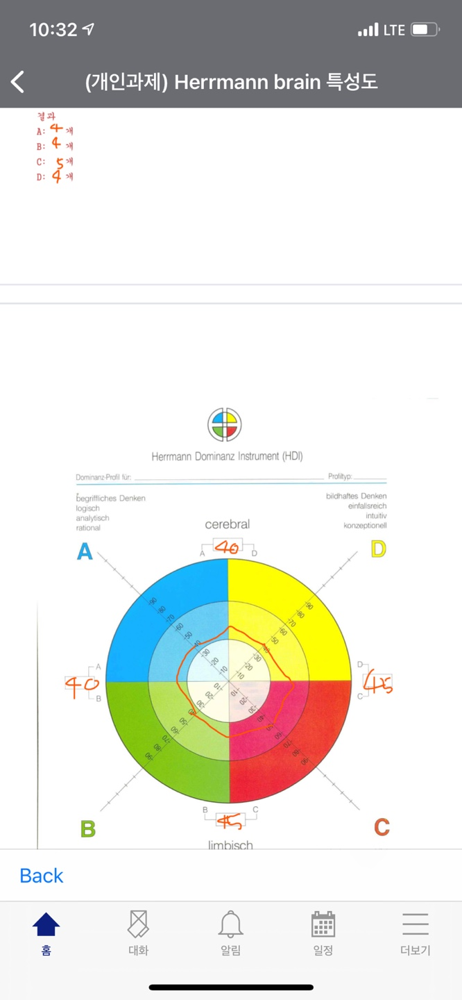 10:32 LTE
(개인과제) Herrmann brain 특성도
결과
A: 4 개
B: 4 개
C: 5 개
D: 4 개
Herrmann Dominanz Instrument (HDI)
Dominanz-Profil für: Profiltyp:
begriffliches Denken
logisch
analytisch
rational
bildhaftes Denken
einfallsreich
intuitiv
konzeptionell
cerebral
A 40 D
A D
-90 -80 -70 -60 -50 -40 -30 -20 -10
-90 -80 -70 -60 -50 -40 -30 -20 -10
A
40
B
D
45
C
10 20 30 40 50 60 70 80 90
-10 -20 -30 -40 -50 -60 -70 -80 -90
B 45 C
B C
limbisch
Back
홈 대화 알림 일정 더보기